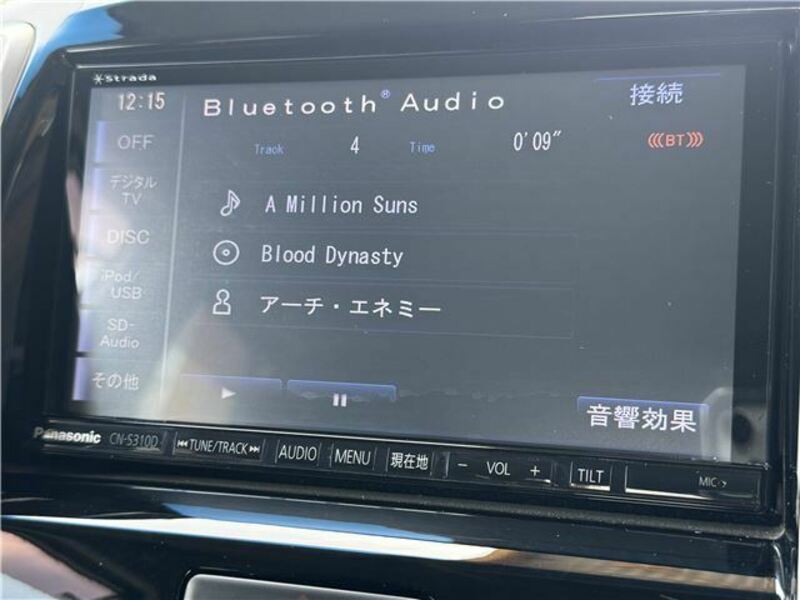 Strada
12:15
Bluetooth® Audio
接続
OFF
Track 4 Time 0'09"
BT
デジタル
TV
A Million Suns
DISC
Blood Dynasty
iPod/
USB
アーチ・エネミー
SD-
Audio
その他
音響効果
Panasonic CN-S310D TUNE/TRACK AUDIO MENU 現在地 - VOL + TILT MIC